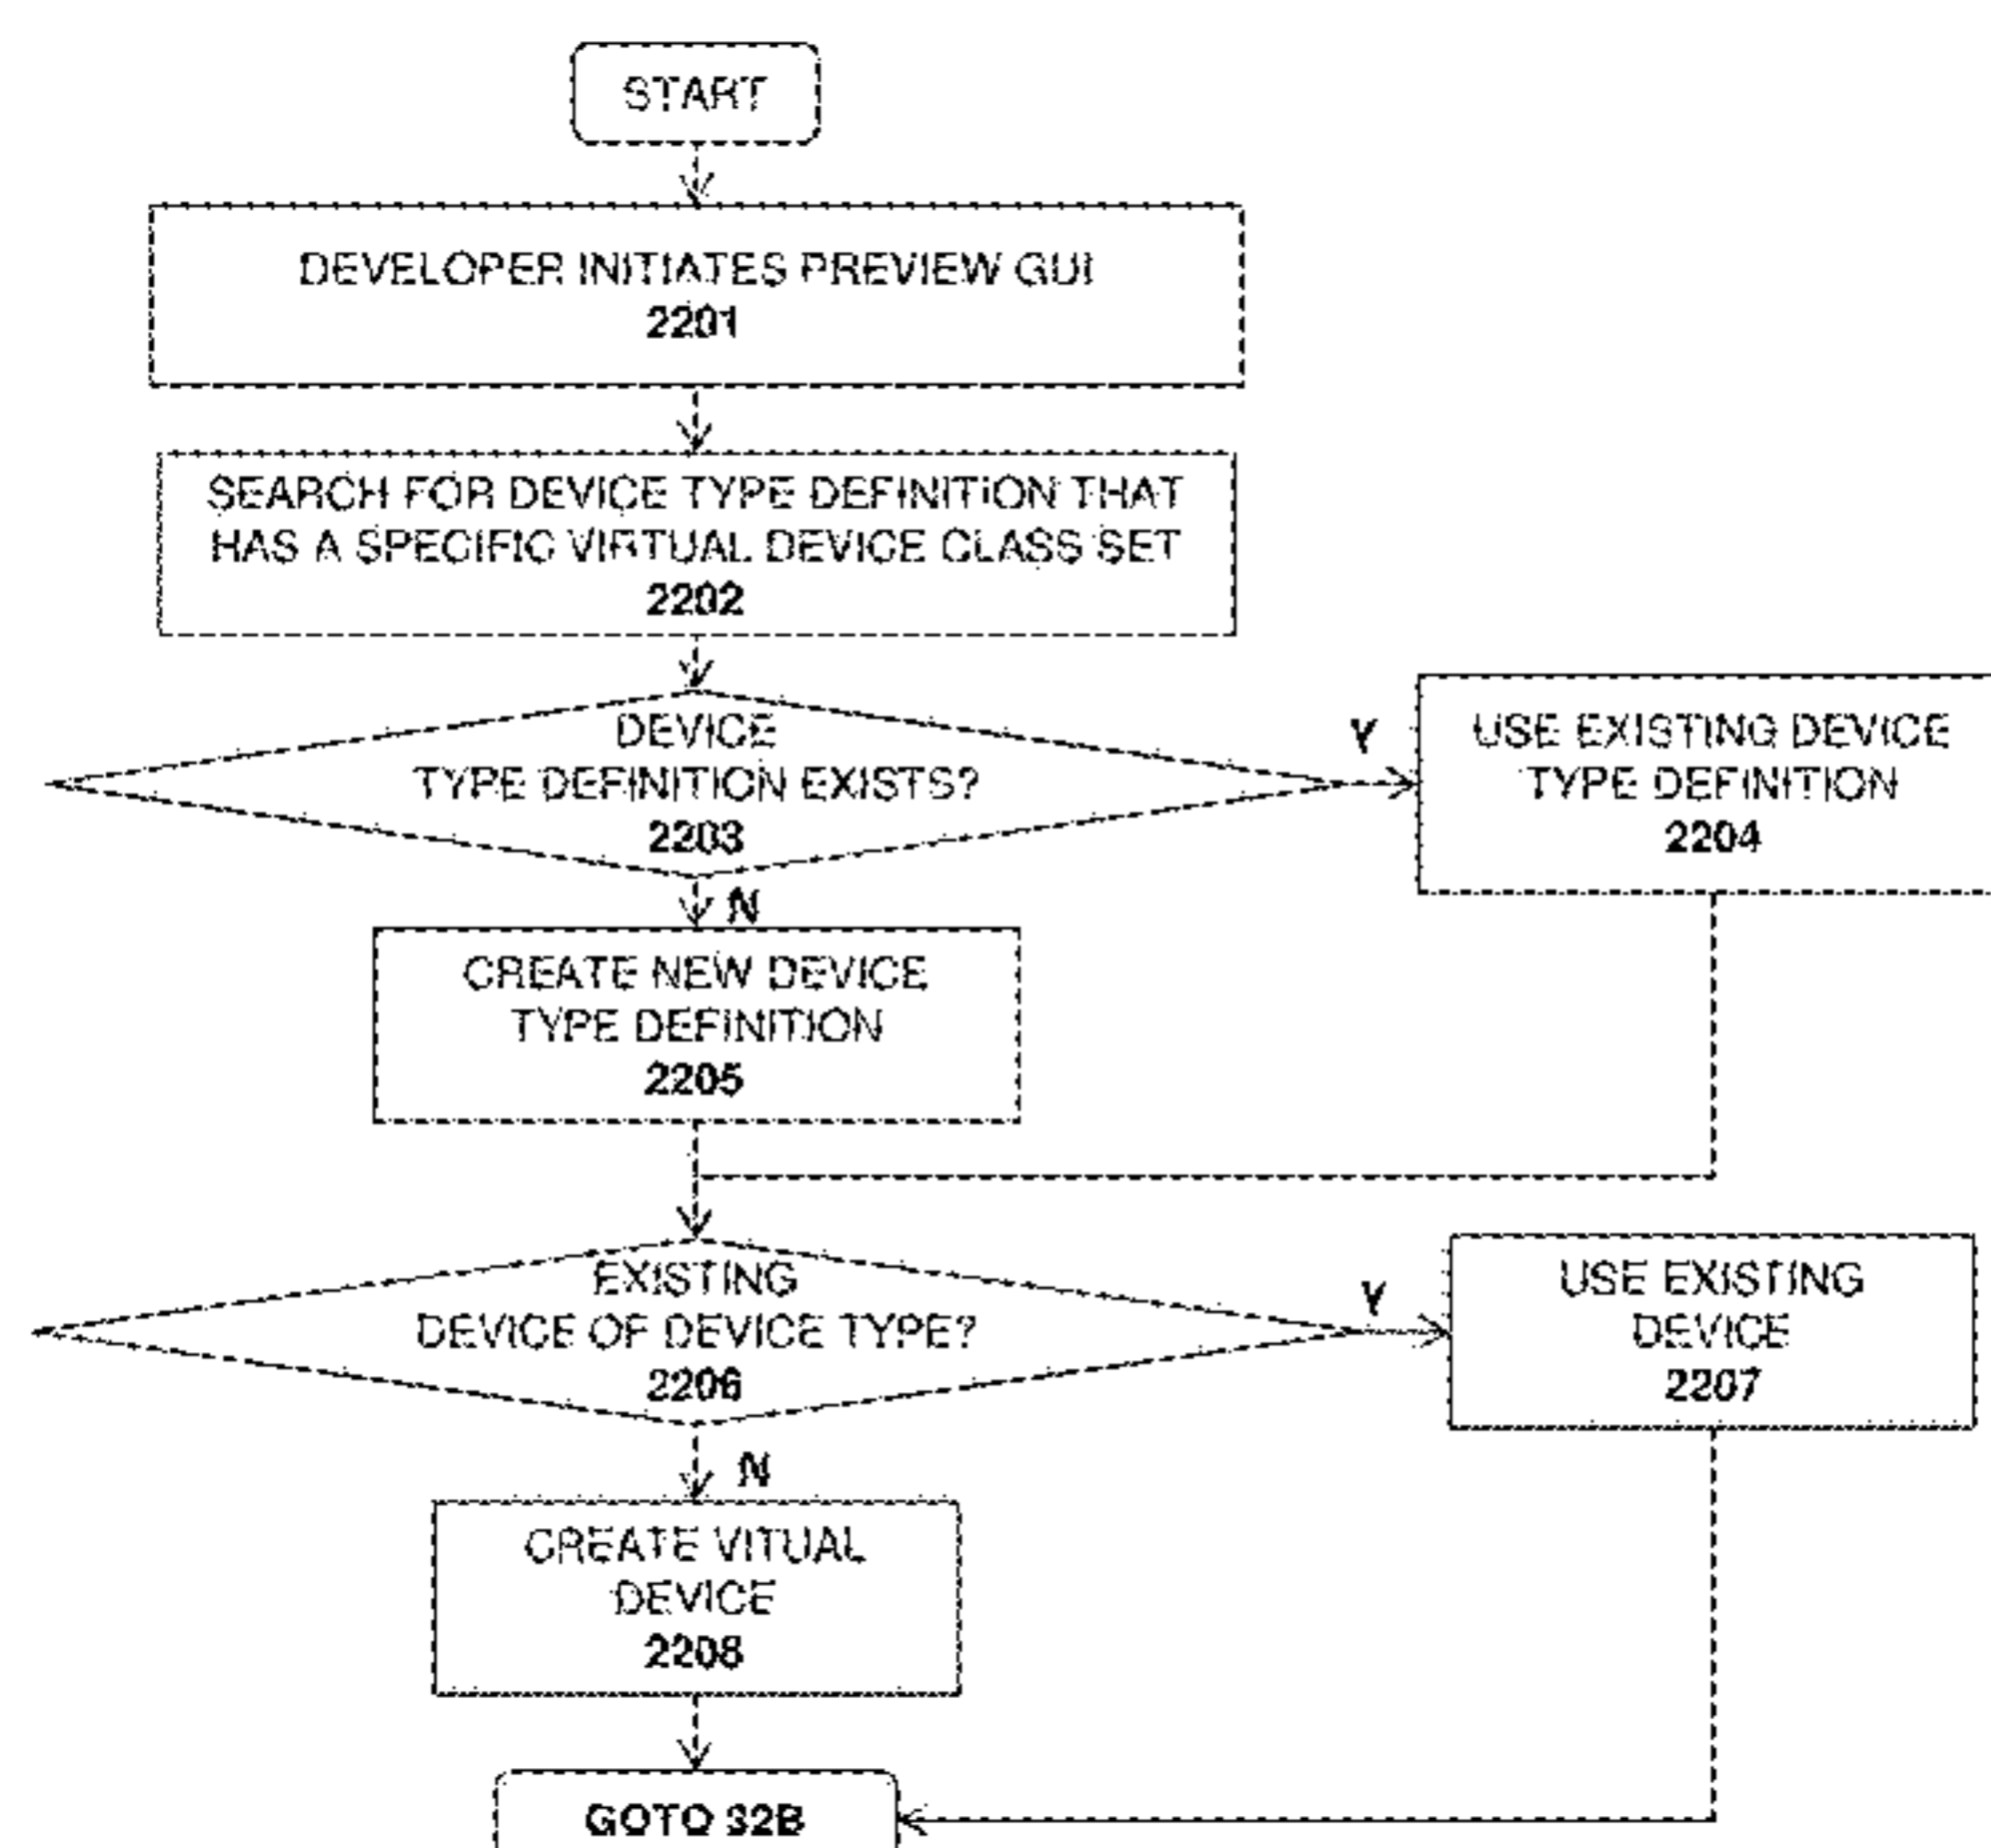 START
DEVELOPER INITIATES PREVIEW GUI
2201
SEARCH FOR DEVICE TYPE DEFINITION THAT
HAS A SPECIFIC VIRTUAL DEVICE CLASS SET
2202
DEVICE
TYPE DEFINITION EXISTS?
2203
Y
USE EXISTING DEVICE
TYPE DEFINITION
2204
N
CREATE NEW DEVICE
TYPE DEFINITION
2205
EXISTING
DEVICE OF DEVICE TYPE?
2206
Y
USE EXISTING
DEVICE
2207
N
CREATE VITUAL
DEVICE
2208
GOTO 32B